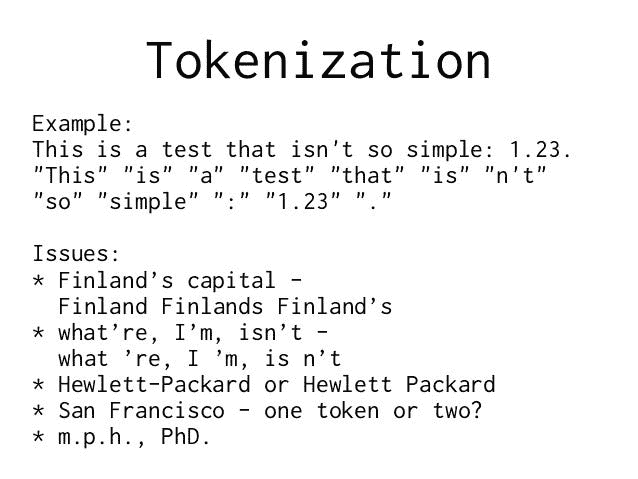 Tokenization
Example:
This is a test that isn't so simple: 1.23.
"This" "is" "a" "test" "that" "is" "n't"
"so" "simple" ":" "1.23" "."
Issues:
* Finland’s capital –
Finland Finlands Finland’s
* what’re, I’m, isn’t –
what ’re, I ’m, is n’t
* Hewlett-Packard or Hewlett Packard
* San Francisco – one token or two?
* m.p.h., PhD.